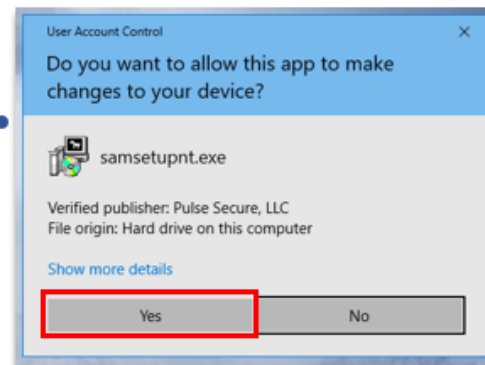 User Account Control
Do you want to allow this app to make
changes to your device?
samsetupnt.exe
Verified publisher: Pulse Secure, LLC
File origin: Hard drive on this computer
Show more details
Yes
No